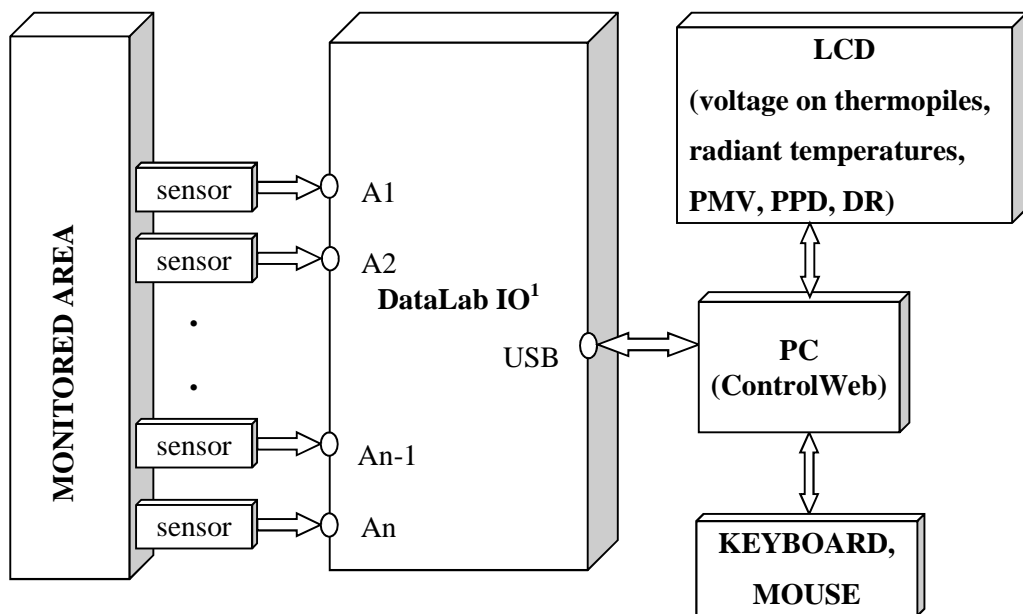 MONITORED AREA
sensor
sensor
.
.
sensor
sensor
A1
A2
DataLab IO¹
USB
An-1
An
LCD
(voltage on thermopiles,
radiant temperatures,
PMV, PPD, DR)
PC
(ControlWeb)
KEYBOARD,
MOUSE